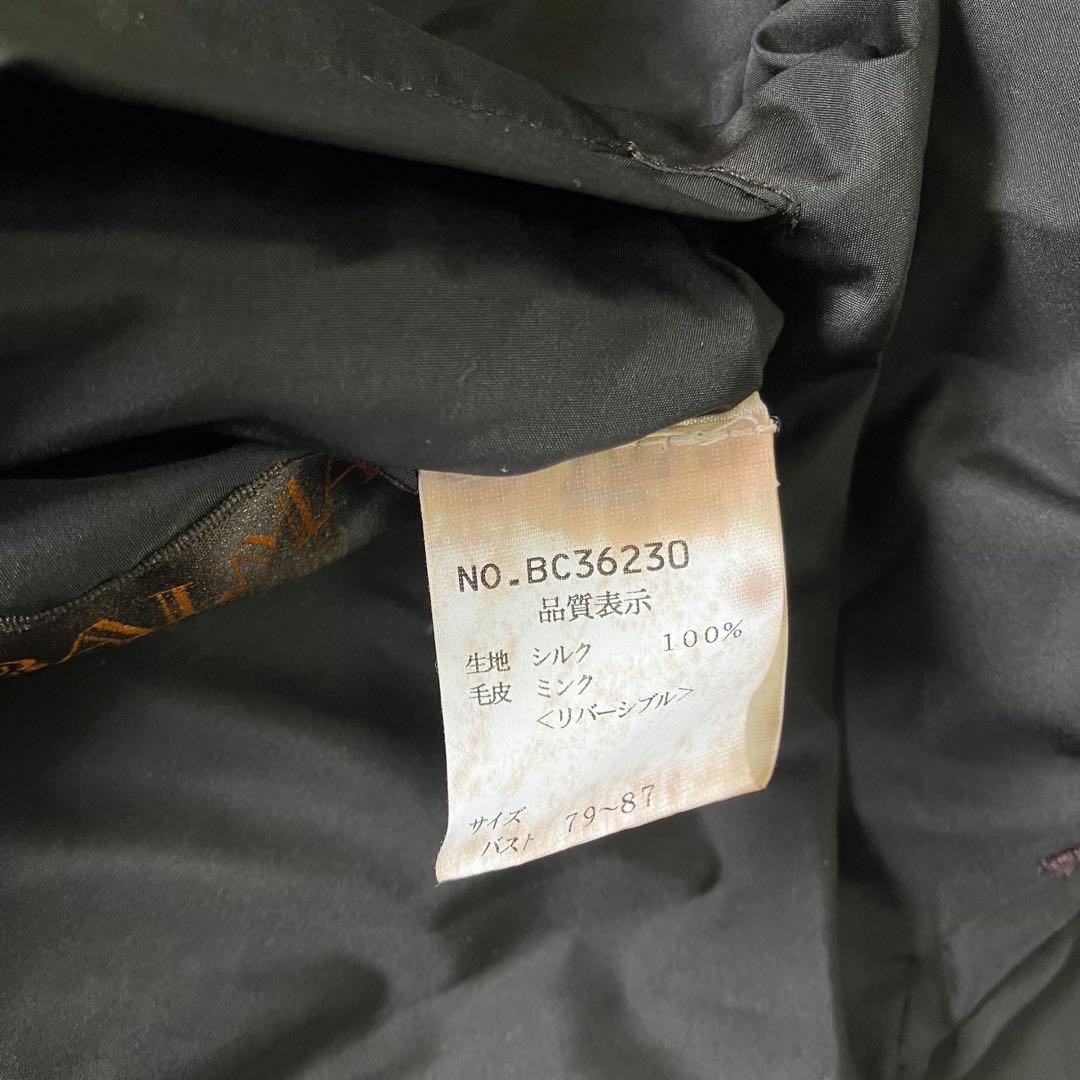 NO.BC36230
品質表示
生地 シルク 100%
毛皮 ミンク
<リバーシブル>
サイズ
バスト 79~87